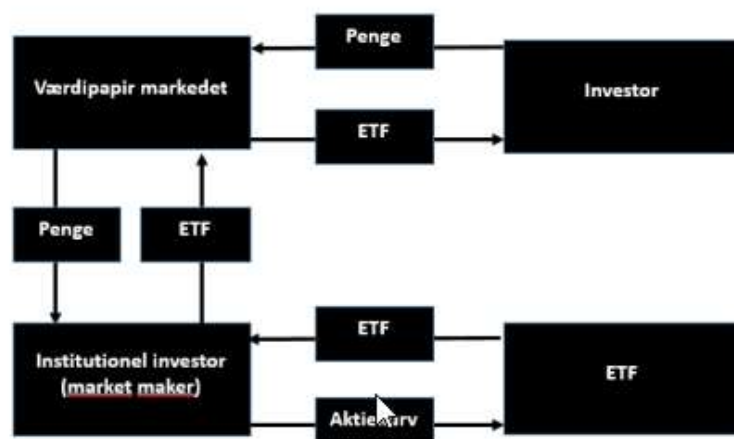 Penge
Værdipapir markedet
Investor
ETF
Penge
ETF
ETF
Institutionel investor
(market maker)
ETF